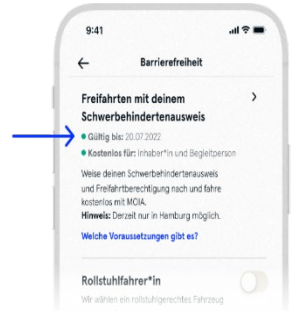 9:41
Barrierefreiheit
Freifahrten mit deinem
Schwerbehindertenausweis
Gültig bis: 20.07.2022
Kostenlos für: Inhaber*in und Begleitperson
Weise deinen Schwerbehindertenausweis
und Freifahrtberechtigung nach und fahre
kostenlos mit MOIA.
Hinweis: Derzeit nur in Hamburg möglich.
Welche Voraussetzungen gibt es?
Rollstuhlfahrer*in
Wir wählen ein rollstuhlgerechtes Fahrzeug